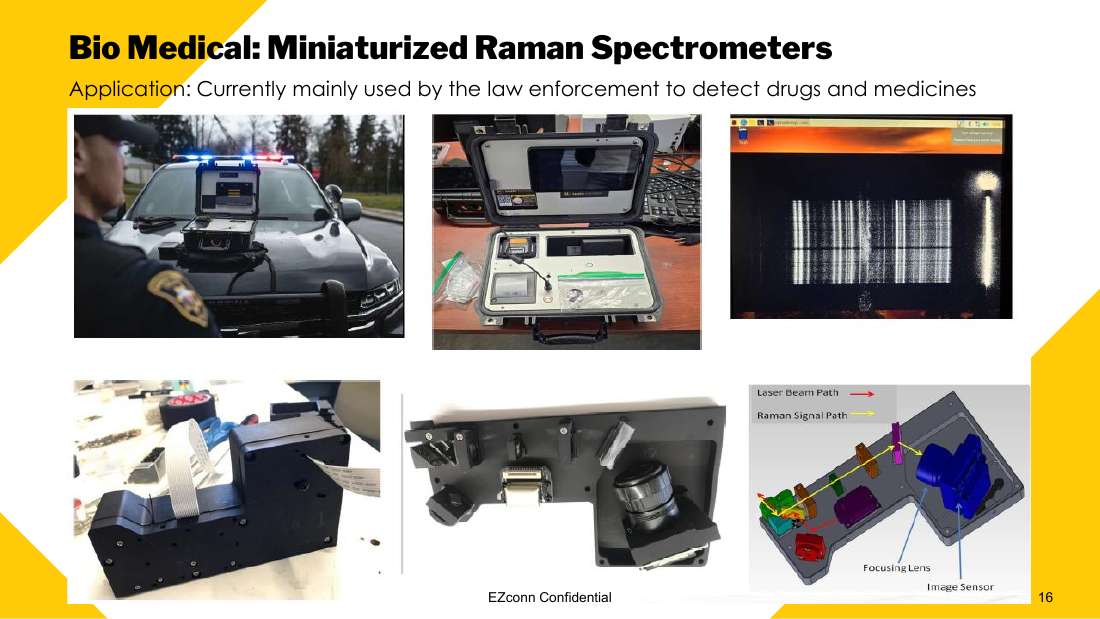 Bio Medical: Miniaturized Raman Spectrometers
Application: Currently mainly used by the law enforcement to detect drugs and medicines
Laser Beam Path
Raman Signal Path
Focusing Lens
Image Sensor
EZconn Confidential
16